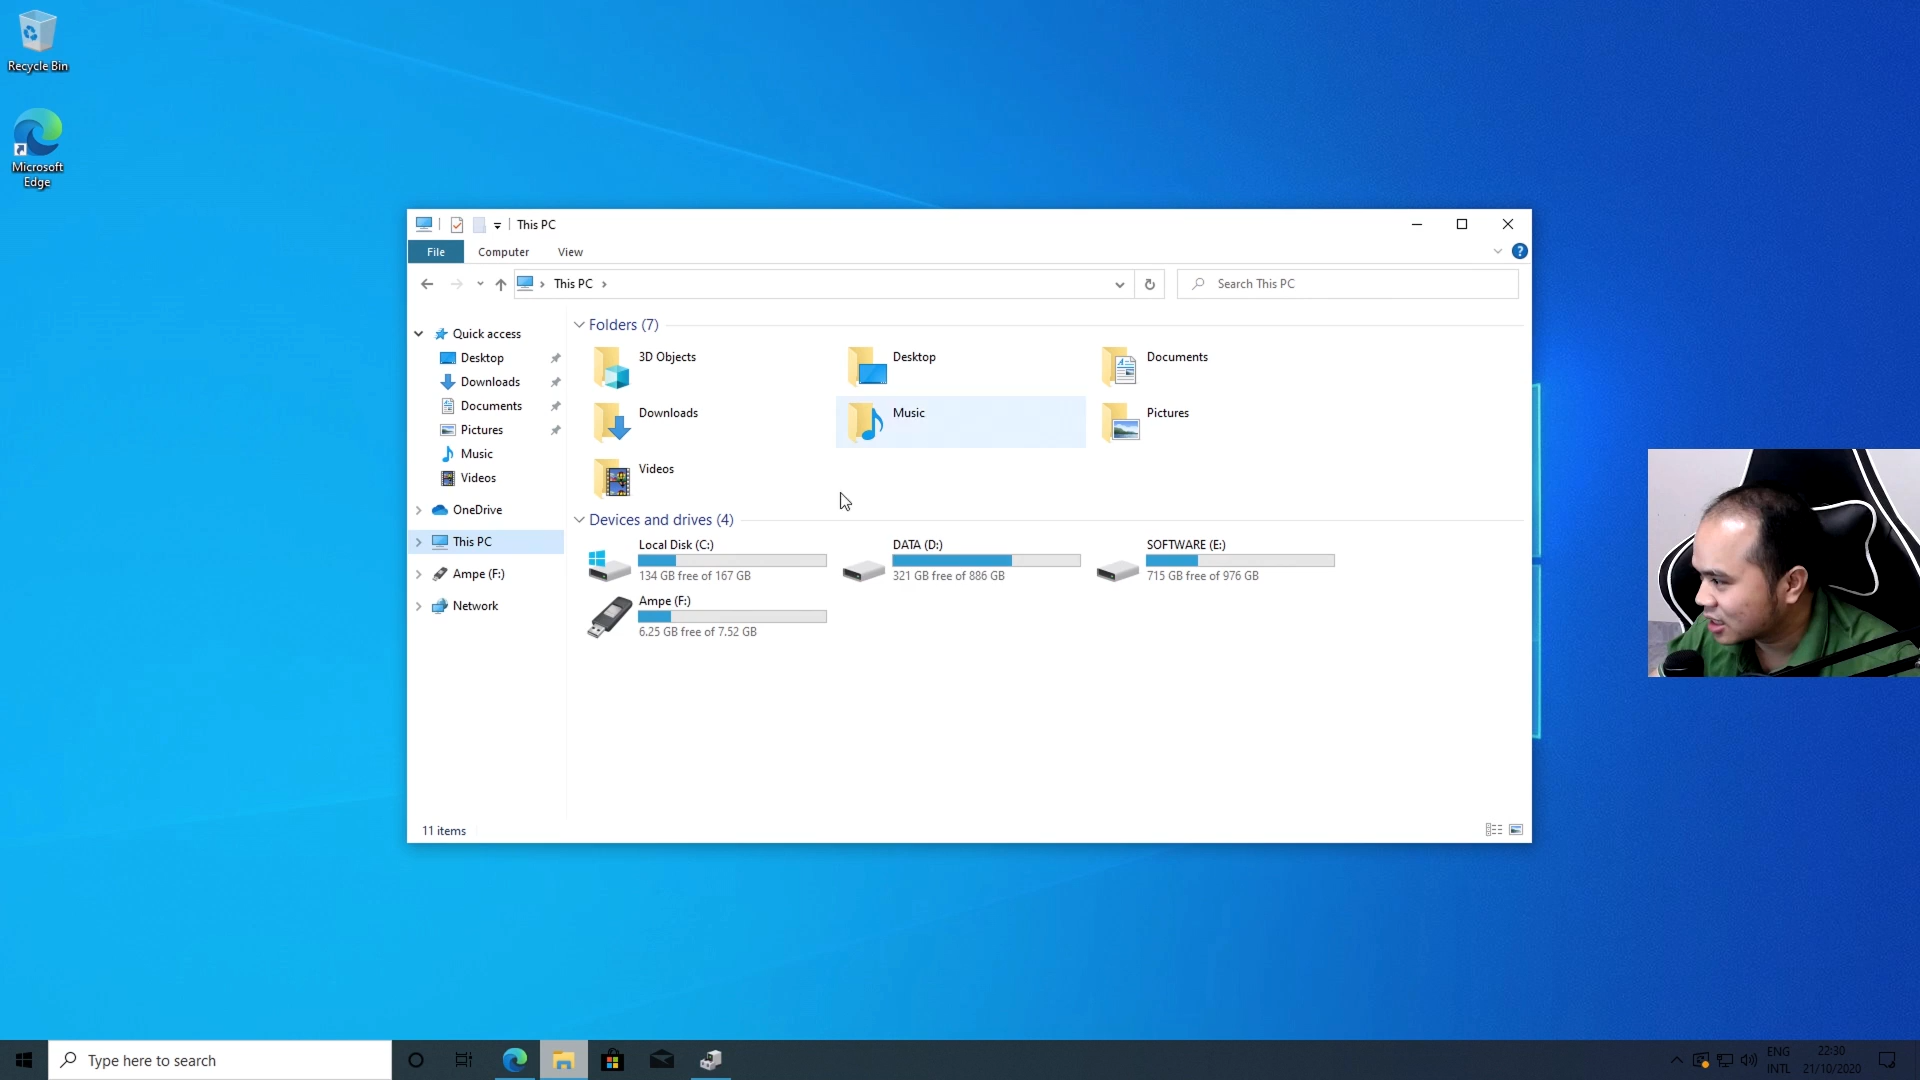 Recycle Bin
Microsoft
Edge
This PC
File Computer View
This PC
Search This PC
Quick access
Desktop
Downloads
Documents
Pictures
Music
Videos
OneDrive
This PC
Ampe (F:)
Network
Folders (7)
3D Objects
Desktop
Documents
Downloads
Music
Pictures
Videos
Devices and drives (4)
Local Disk (C:)
134 GB free of 167 GB
DATA (D:)
321 GB free of 886 GB
SOFTWARE (E:)
715 GB free of 976 GB
Ampe (F:)
6.25 GB free of 7.52 GB
11 items
Type here to search
ENG
INTL
22:30
21/10/2020